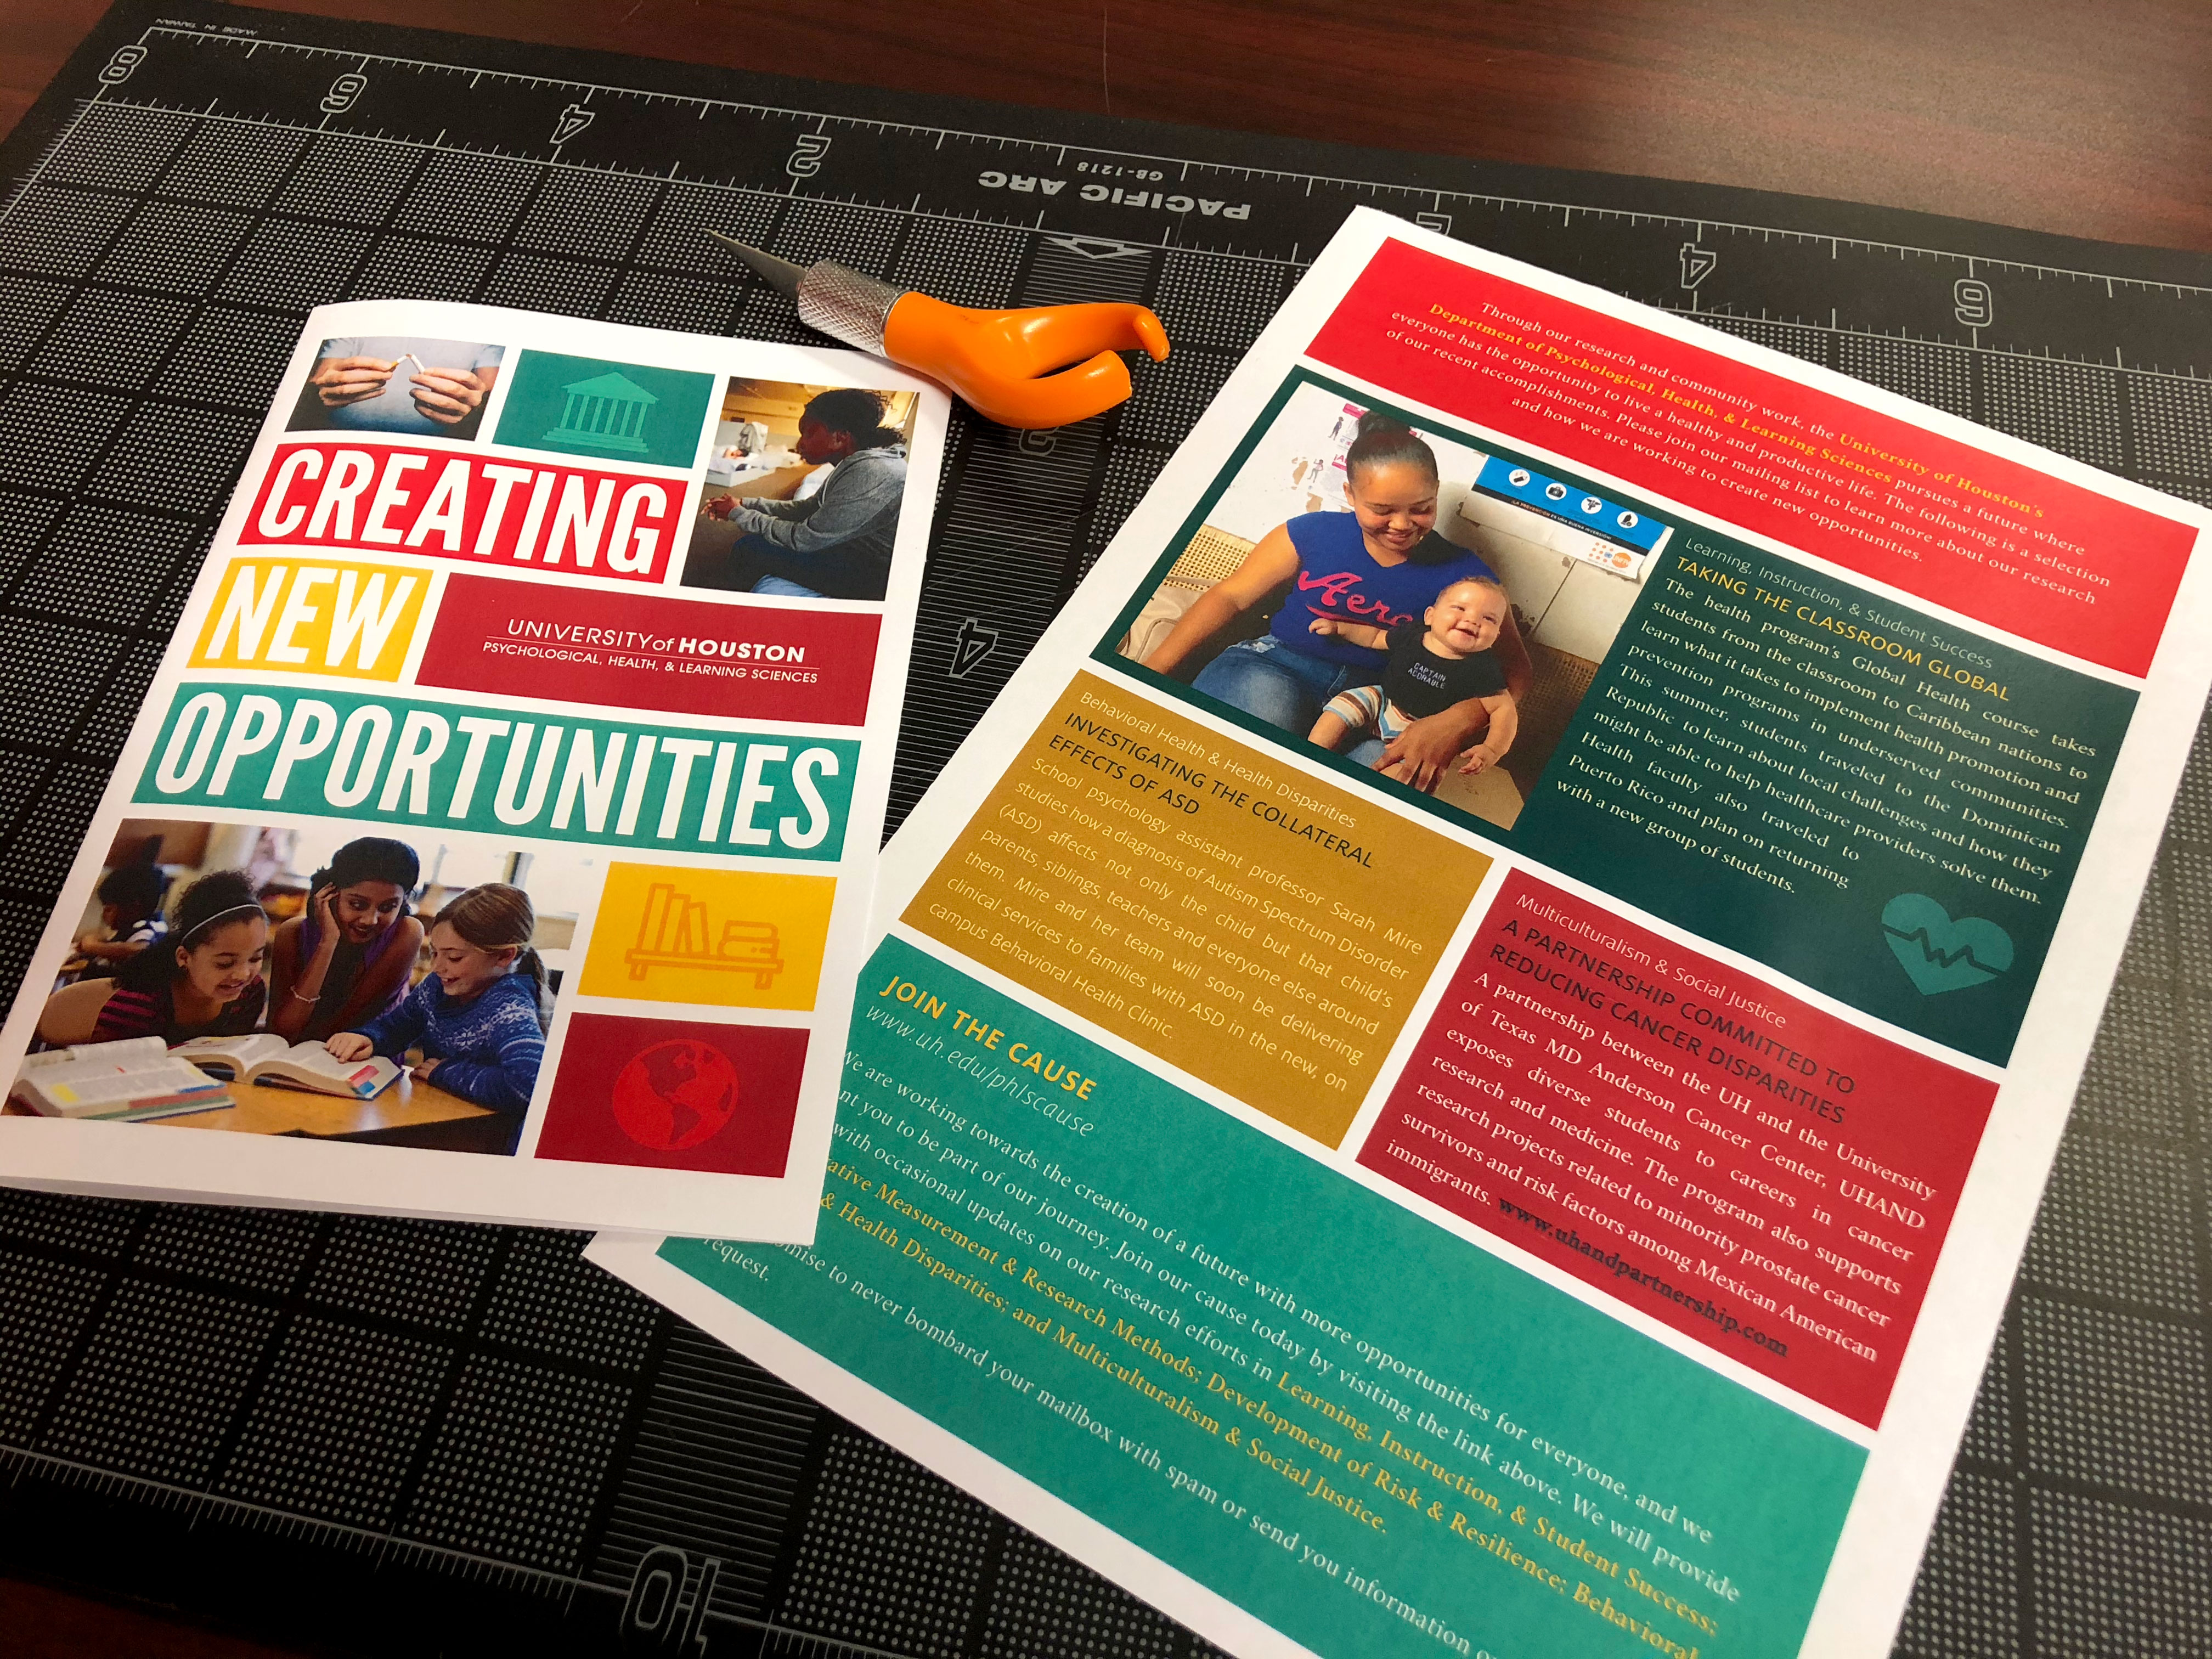 MADE IN TAIWAN
8
6
4
2
PACIFIC ARC
GB-1218
4
6
4
10
CREATING
NEW
UNIVERSITY of HOUSTON
PSYCHOLOGICAL, HEALTH, & LEARNING SCIENCES
OPPORTUNITIES
Through our research and community work, the University of Houston's
Department of Psychological, Health, & Learning Sciences pursues a future where
everyone has the opportunity to live a healthy and productive life. The following is a selection
of our recent accomplishments. Please join our mailing list to learn more about our research
and how we are working to create new opportunities.
Aero
CAPTAIN
ADORABLE
Learning, Instruction, & Student Success
TAKING THE CLASSROOM GLOBAL
The health program's Global Health course takes
students from the classroom to Caribbean nations to
learn what it takes to implement health promotion and
prevention programs in underserved communities.
This summer, students traveled to the Dominican
Republic to learn about local challenges and how they
might be able to help healthcare providers solve them.
Health faculty also traveled to
Puerto Rico and plan on returning
with a new group of students.
Behavioral Health & Health Disparities
INVESTIGATING THE COLLATERAL
EFFECTS OF ASD
School psychology assistant professor Sarah Mire
studies how a diagnosis of Autism Spectrum Disorder
(ASD) affects not only the child but that child's
parents, siblings, teachers and everyone else around
them. Mire and her team will soon be delivering
clinical services to families with ASD in the new, on
campus Behavioral Health Clinic.
Multiculturalism & Social Justice
A PARTNERSHIP COMMITTED TO
REDUCING CANCER DISPARITIES
A partnership between the UH and the University
of Texas MD Anderson Cancer Center, UHAND
exposes diverse students to careers in cancer
research and medicine. The program also supports
research projects related to minority prostate cancer
survivors and risk factors among Mexican American
immigrants. www.uhandpartnership.com
JOIN THE CAUSE
www.uh.edu/phlscause
We are working towards the creation of a future with more opportunities for everyone, and we
nt you to be part of our journey. Join our cause today by visiting the link above. We will provide
with occasional updates on our research efforts in Learning, Instruction, & Student Success;
ative Measurement & Research Methods; Development of Risk & Resilience; Behavioral
& Health Disparities; and Multiculturalism & Social Justice.
omise to never bombard your mailbox with spam or send you information
request.